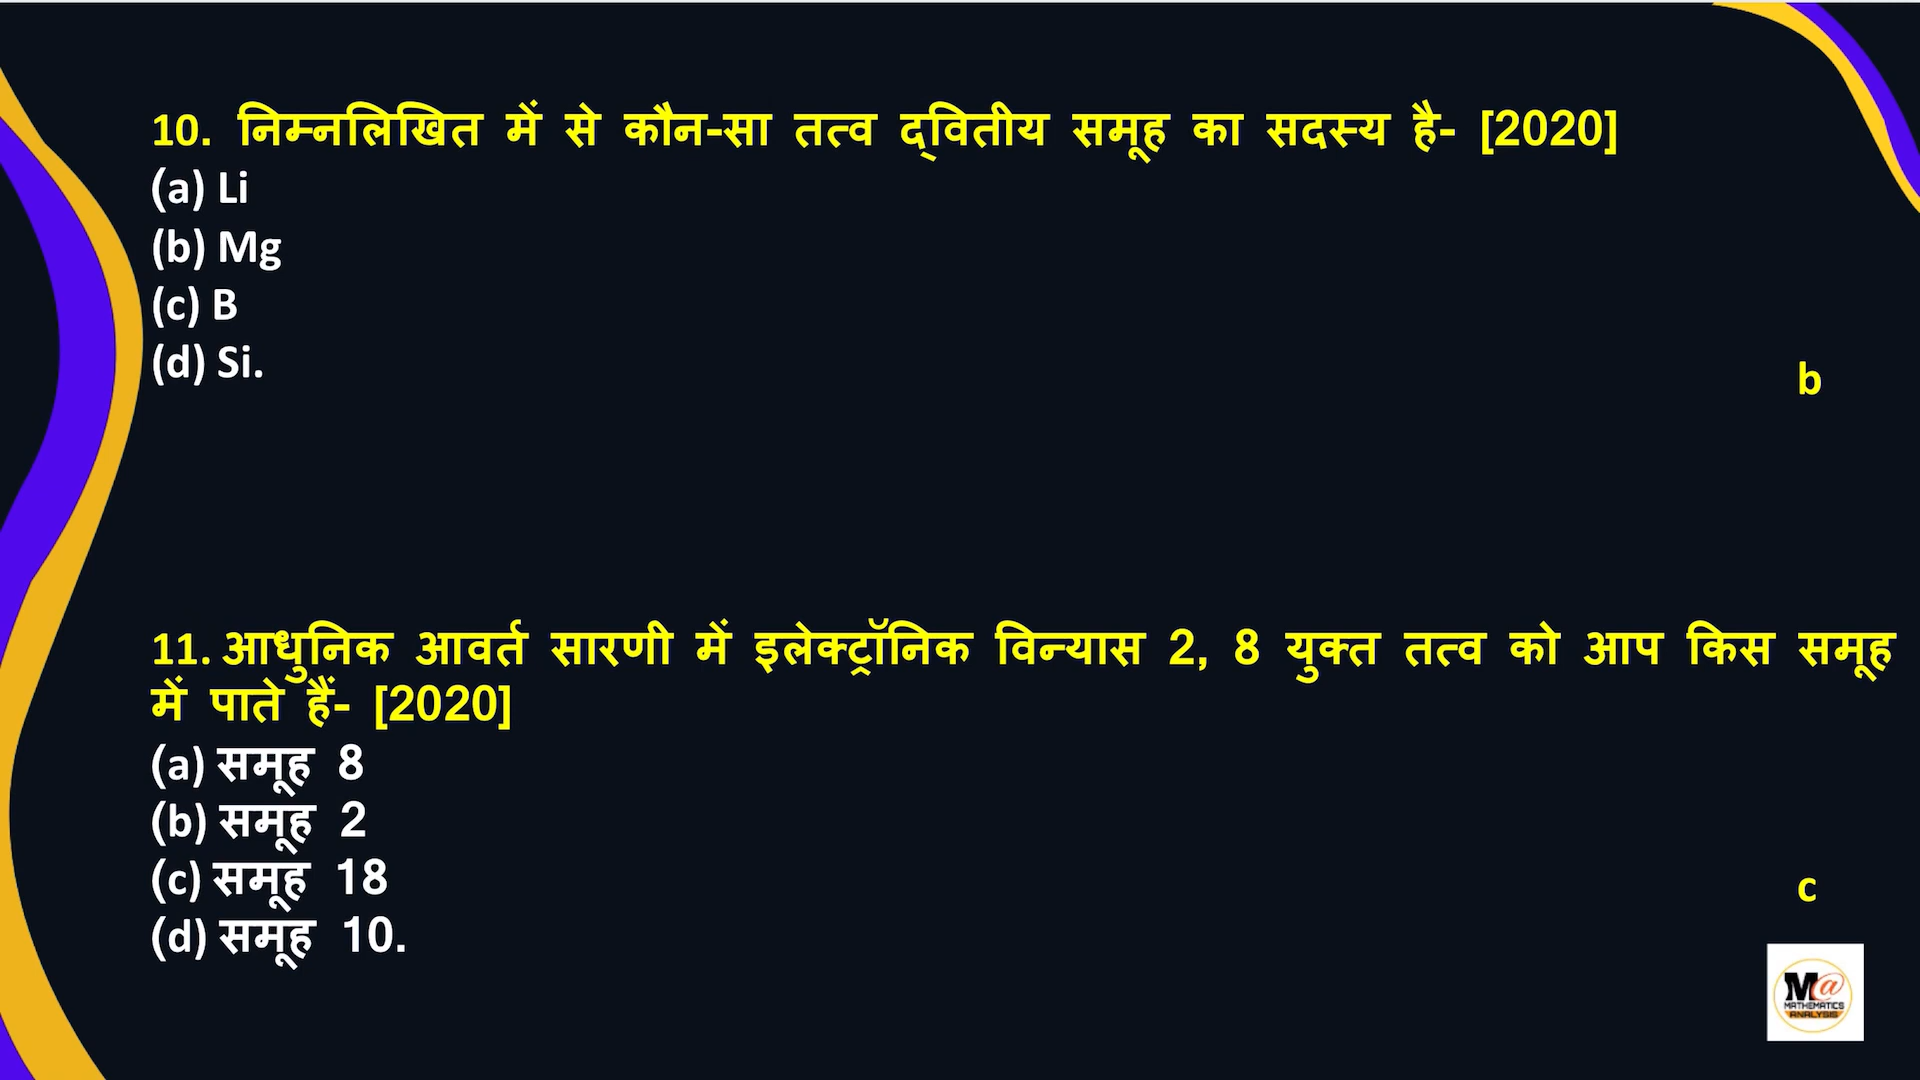 10. निम्नलिखित में से कौन-सा तत्व द्वितीय समूह का सदस्य है- [2020]
(a) Li
(b) Mg
(c) B
(d) Si.
b
11. आधुनिक आवर्त सारणी में इलेक्ट्रॉनिक विन्यास 2, 8 युक्त तत्व को आप किस समूह
में पाते हैं- [2020]
(a) समूह 8
(b) समूह 2
(c) समूह 18
(d) समूह 10.
c
M@
MATHEMATICS
ANALYSIS